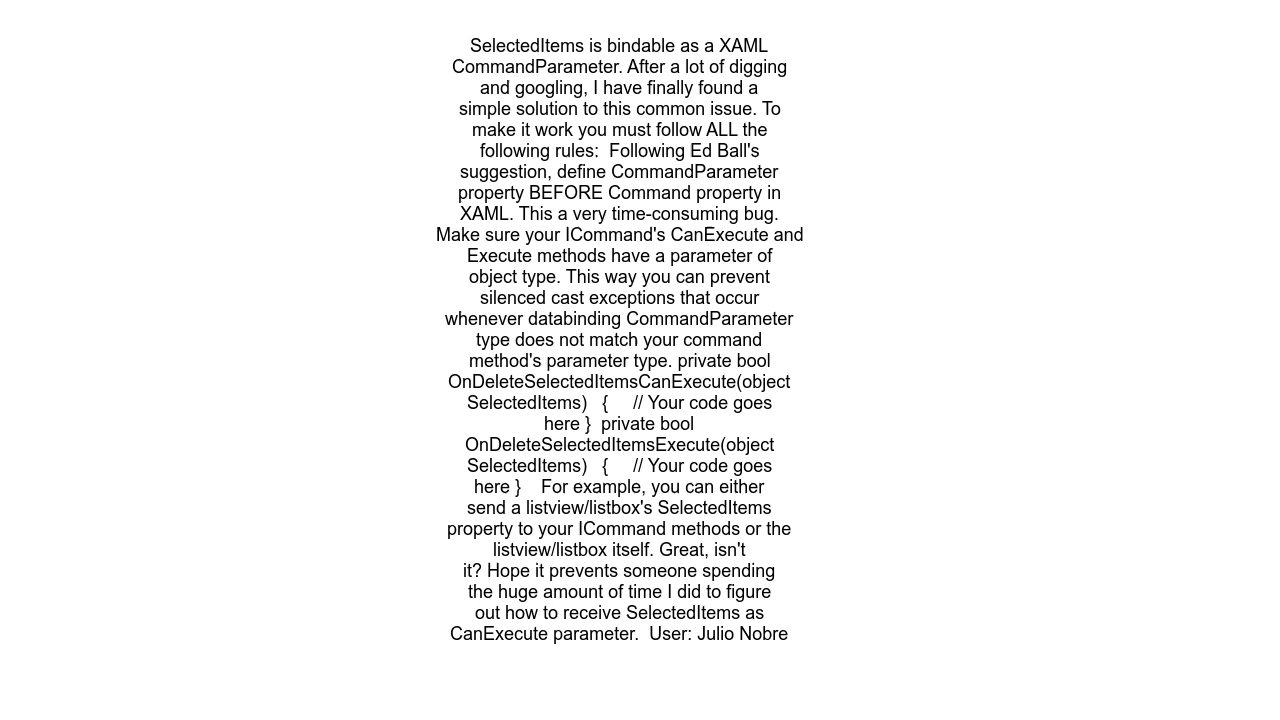 SelectedItems is bindable as a XAML
CommandParameter. After a lot of digging
and googling, I have finally found a
simple solution to this common issue. To
make it work you must follow ALL the
following rules:  Following Ed Ball's
suggestion, define CommandParameter
property BEFORE Command property in
XAML. This a very time-consuming bug.
Make sure your ICommand's CanExecute and
Execute methods have a parameter of
object type. This way you can prevent
silenced cast exceptions that occur
whenever databinding CommandParameter
type does not match your command
method's parameter type. private bool
OnDeleteSelectedItemsCanExecute(object
SelectedItems)   {     // Your code goes
here }  private bool
OnDeleteSelectedItemsExecute(object
SelectedItems)   {     // Your code goes
here }    For example, you can either
send a listview/listbox's SelectedItems
property to your ICommand methods or the
listview/listbox itself. Great, isn't
it? Hope it prevents someone spending
the huge amount of time I did to figure
out how to receive SelectedItems as
CanExecute parameter.  User: Julio Nobre